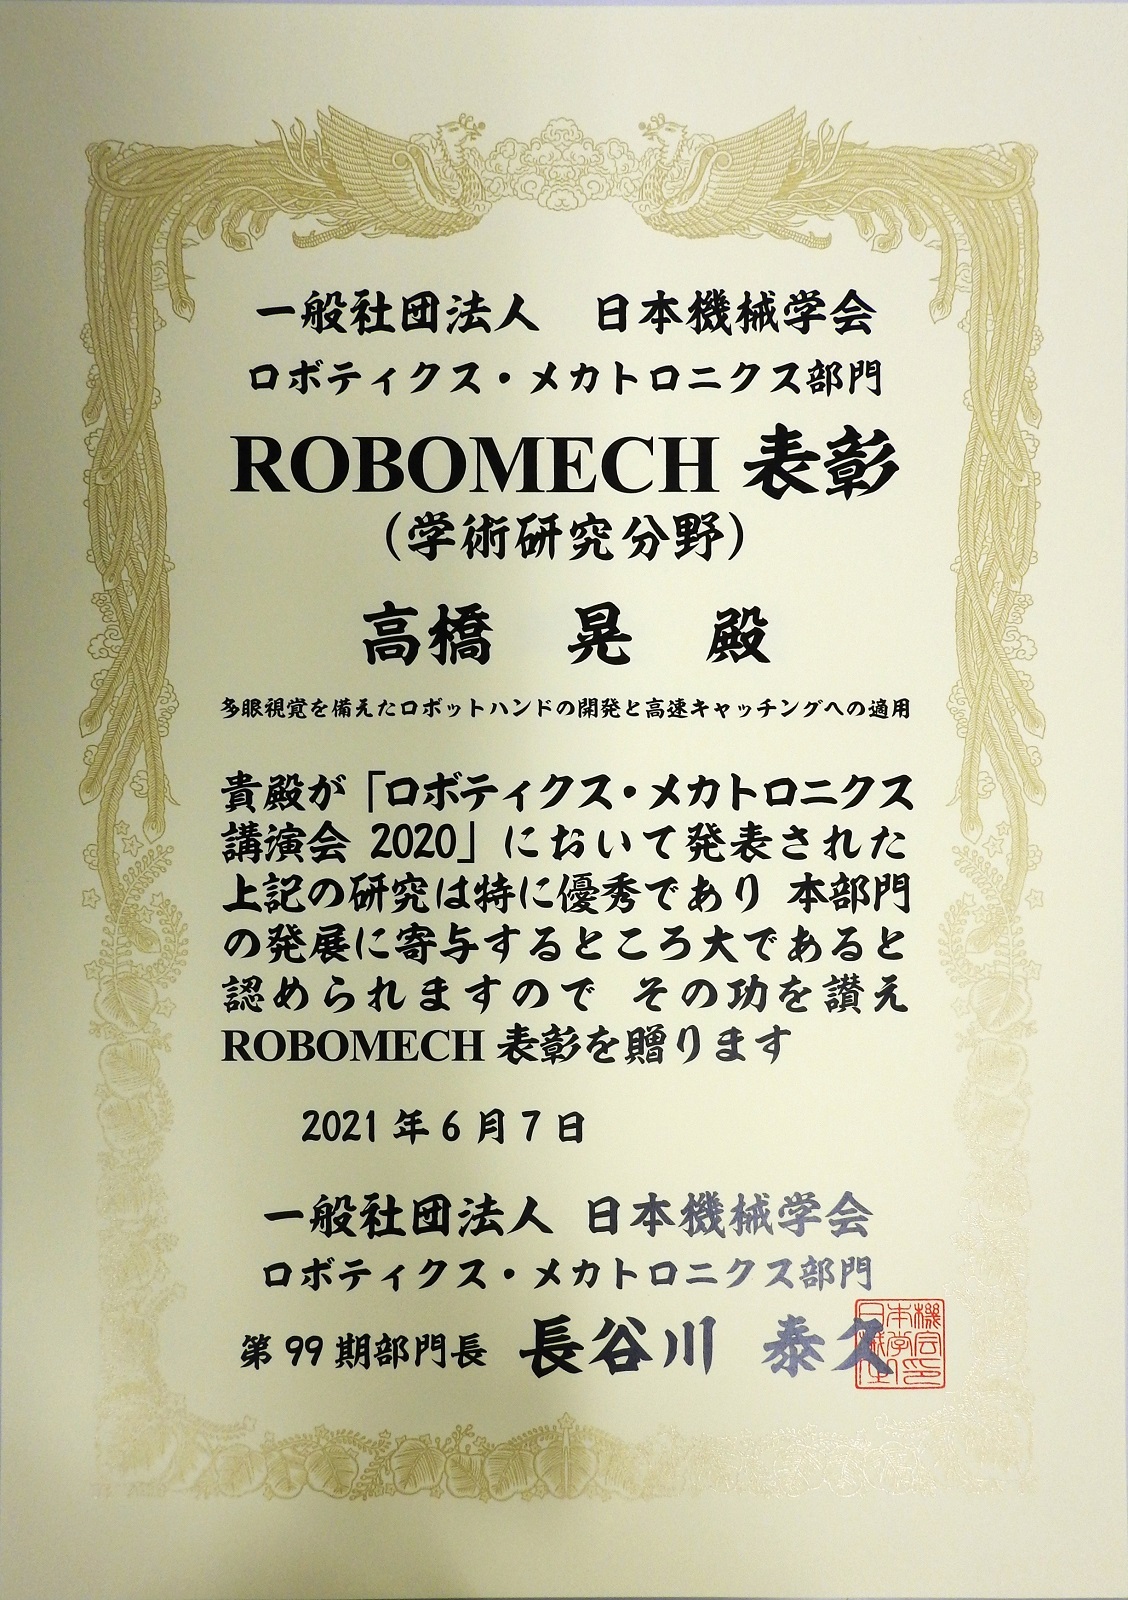 一般社団法人　日本機械学会
ロボティクス・メカトロニクス部門
ROBOMECH 表彰
（学術研究分野）
高橋　晃　殿
多眼視覚を備えたロボットハンドの開発と高速キャッチングへの適用
貴殿が「ロボティクス・メカトロニクス
講演会 2020」において発表された
上記の研究は特に優秀であり 本部門
の発展に寄与するところ大であると
認められますので その功を讃え
ROBOMECH 表彰を贈ります
2021 年 6 月 7 日
一般社団法人 日本機械学会
ロボティクス・メカトロニクス部門
第 99 期部門長 長谷川 泰久